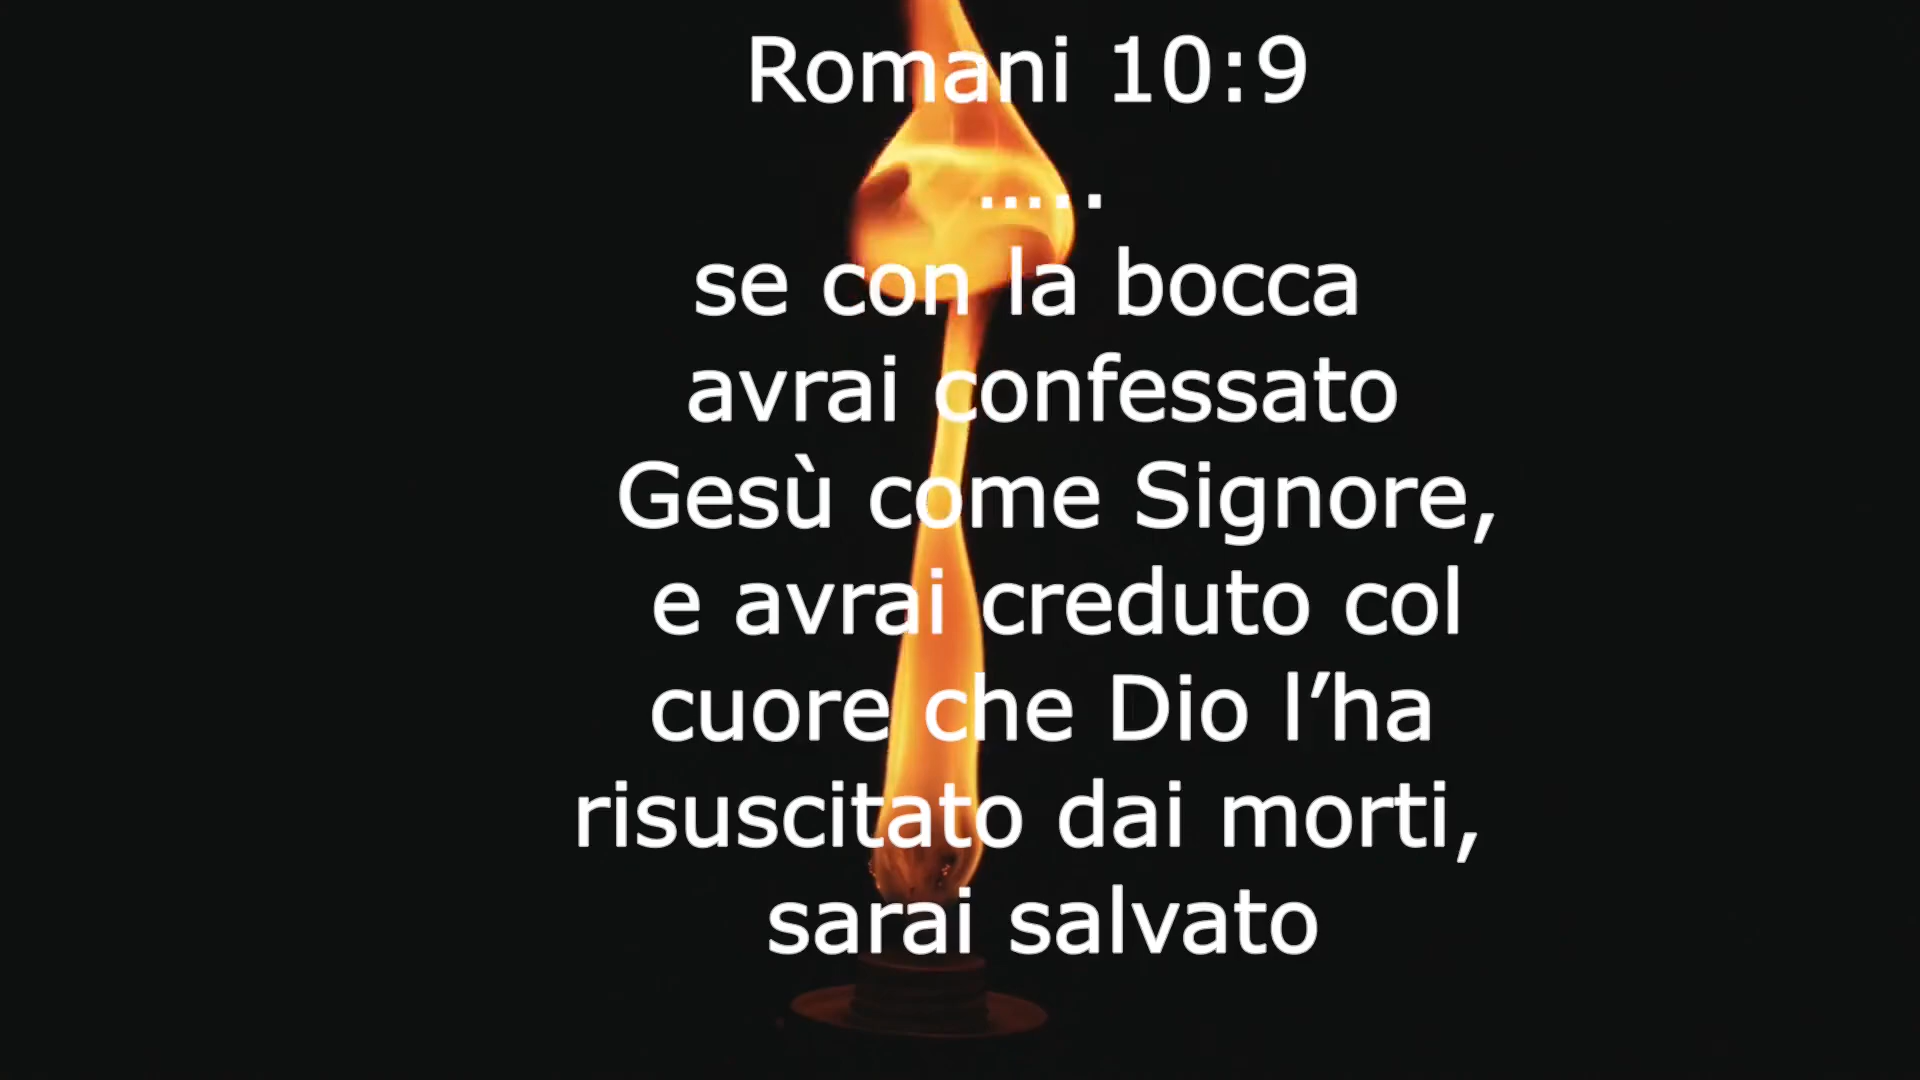 Romani 10:9
.....
se con la bocca
avrai confessato
Gesù come Signore,
e avrai creduto col
cuore che Dio l’ha
risuscitato dai morti,
sarai salvato